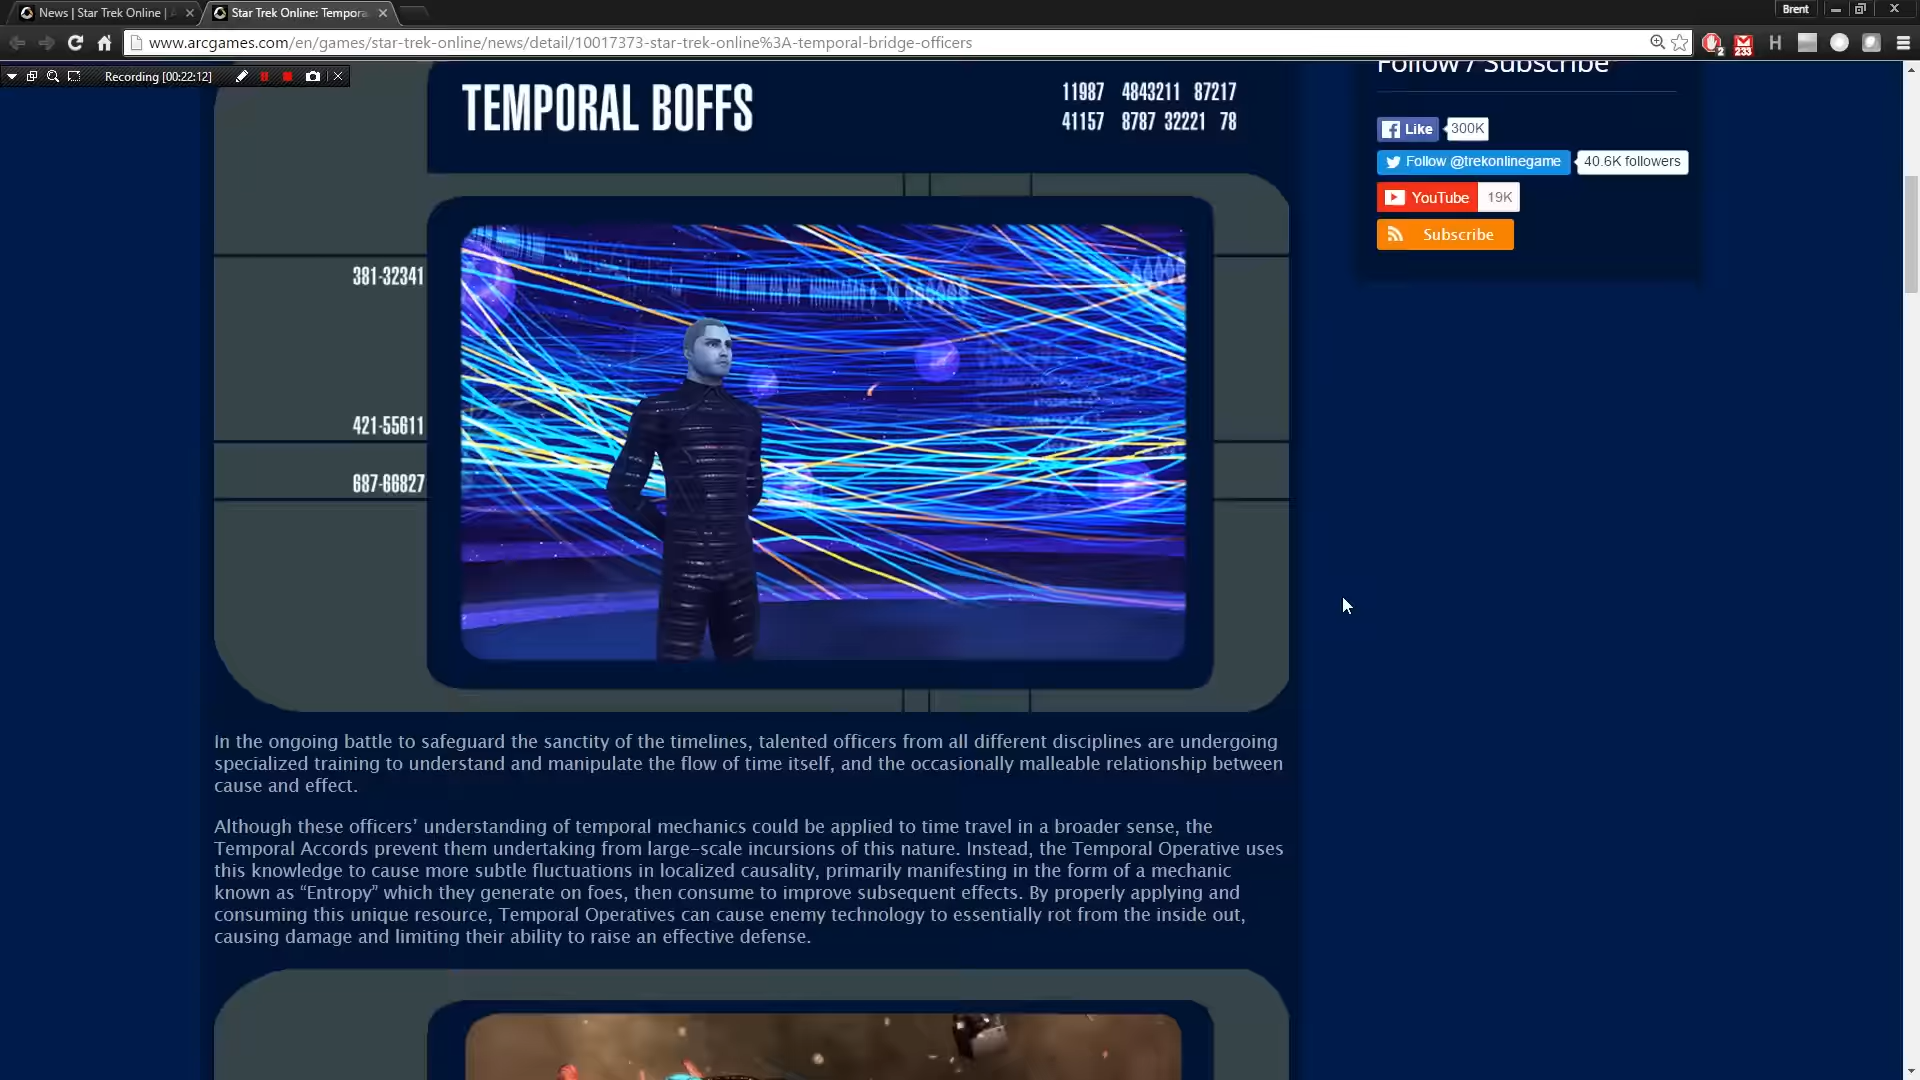 News | Star Trek Online |
Star Trek Online: Tempora
Brent
www.arcgames.com/en/games/star-trek-online/news/detail/10017373-star-trek-online%3A-temporal-bridge-officers
2
233
H
Recording [00:22:12]
Follow / Subscribe
TEMPORAL BOFFS
11987 4843211 87217
41157 8787 32221 78
Like 300K
Follow @trekonlinegame 40.6K followers
YouTube 19K
Subscribe
381-32341
421-55611
687-66827
In the ongoing battle to safeguard the sanctity of the timelines, talented officers from all different disciplines are undergoing
specialized training to understand and manipulate the flow of time itself, and the occasionally malleable relationship between
cause and effect.
Although these officers’ understanding of temporal mechanics could be applied to time travel in a broader sense, the
Temporal Accords prevent them undertaking from large-scale incursions of this nature. Instead, the Temporal Operative uses
this knowledge to cause more subtle fluctuations in localized causality, primarily manifesting in the form of a mechanic
known as “Entropy” which they generate on foes, then consume to improve subsequent effects. By properly applying and
consuming this unique resource, Temporal Operatives can cause enemy technology to essentially rot from the inside out,
causing damage and limiting their ability to raise an effective defense.